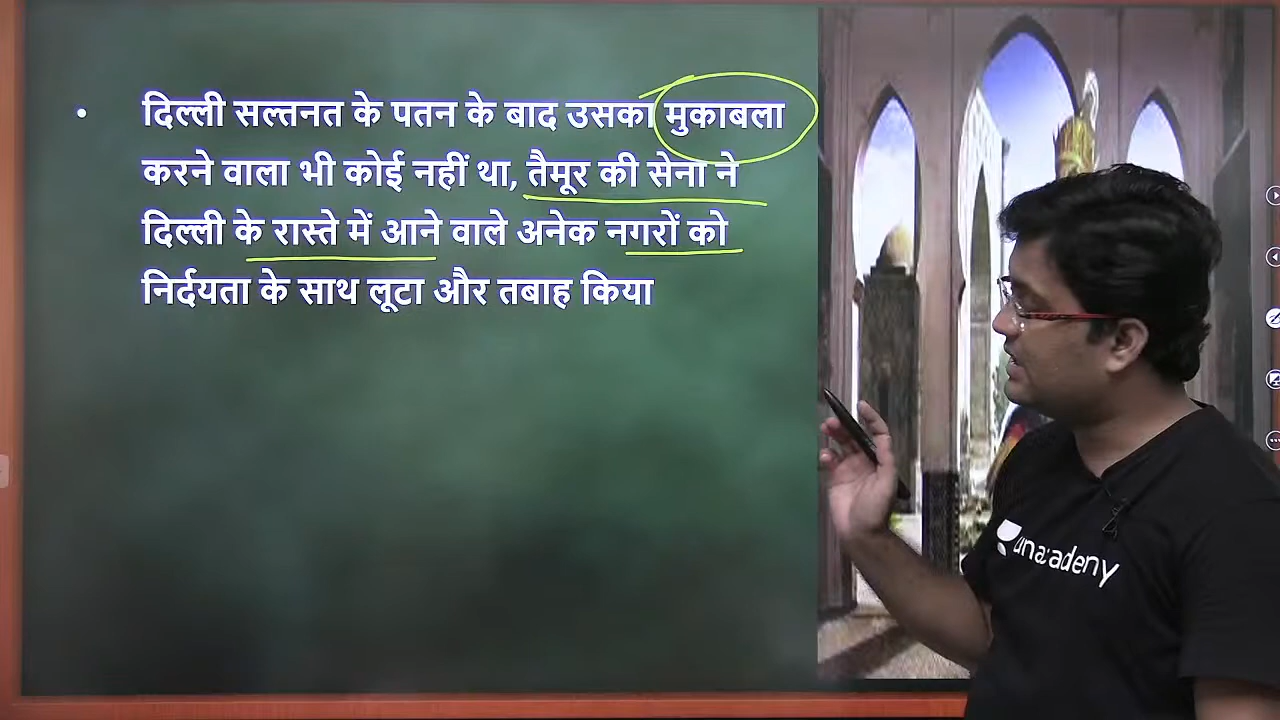 दिल्ली सल्तनत के पतन के बाद उसका मुकाबला
करने वाला भी कोई नहीं था, तैमूर की सेना ने
दिल्ली के रास्ते में आने वाले अनेक नगरों को
निर्दयता के साथ लूटा और तबाह किया
unacademy